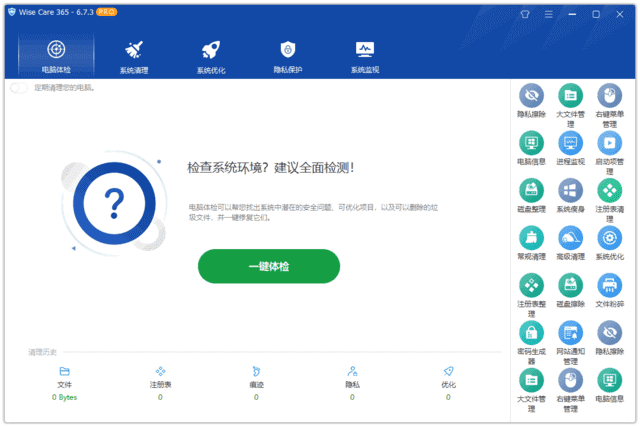 Wise Care 365 - 6.7.3 PRO
电脑体检
系统清理
系统优化
隐私保护
系统监视
定期清理您的电脑。
检查系统环境？建议全面检测！
电脑体检可以帮您找出系统中潜在的安全问题，可优化项目，以及可以删除的垃
圾文件，并一键修复它们。
一键体检
清理历史
文件
注册表
痕迹
隐私
优化
0 Bytes
0
0
0
0
隐私擦除
大文件管
理
右键菜单
管理
电脑信息
进程监视
启动项管
理
磁盘整理
系统瘦身
注册表清
理
常规清理
高级清理
系统优化
注册表整
理
磁盘擦除
文件粉碎
密码生成
器
网站通知
管理
隐私擦除
大文件管
理
右键菜单
管理
电脑信息